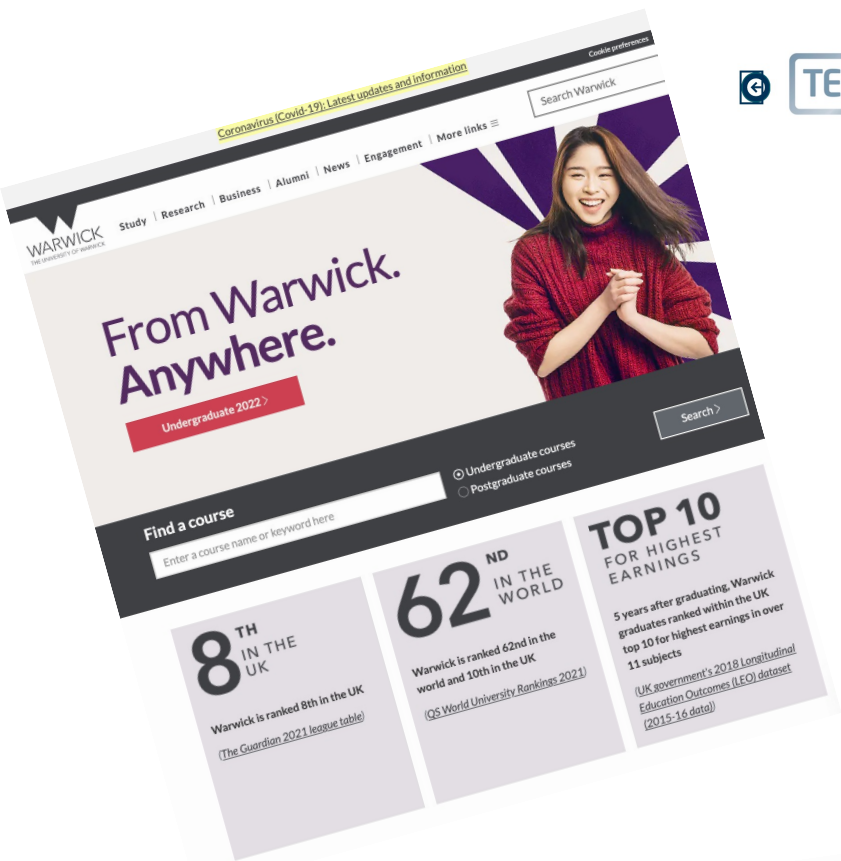 Cookie preferences
Coronavirus (Covid-19): Latest updates and information
Search Warwick
WARWICK
THE UNIVERSITY OF WARWICK
Study
Research
Business
Alumni
News
Engagement
More links
From Warwick.
Anywhere.
Undergraduate 2022
Find a course
Enter a course name or keyword here
Undergraduate courses
Postgraduate courses
Search
8TH
IN THE
UK
Warwick is ranked 8th in the UK
(The Guardian 2021 league table)
62ND
IN THE
WORLD
Warwick is ranked 62nd in the
world and 10th in the UK
(QS World University Rankings 2021)
TOP 10
FOR HIGHEST
EARNINGS
5 years after graduating, Warwick
graduates ranked within the UK
top 10 for highest earnings in over
11 subjects
(UK government's 2018 Longitudinal
Education Outcomes (LEO) dataset
(2015-16 data))
TE